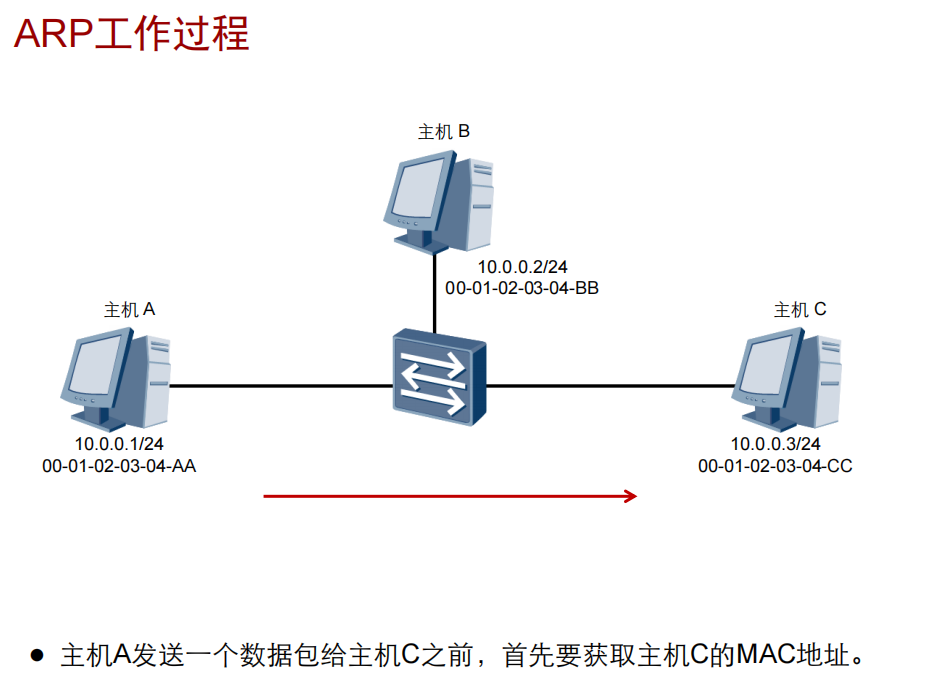 ARP工作过程
主机 B
10.0.0.2/24
00-01-02-03-04-BB
主机 A
主机 C
10.0.0.1/24
00-01-02-03-04-AA
10.0.0.3/24
00-01-02-03-04-CC
● 主机A发送一个数据包给主机C之前，首先要获取主机C的MAC地址。